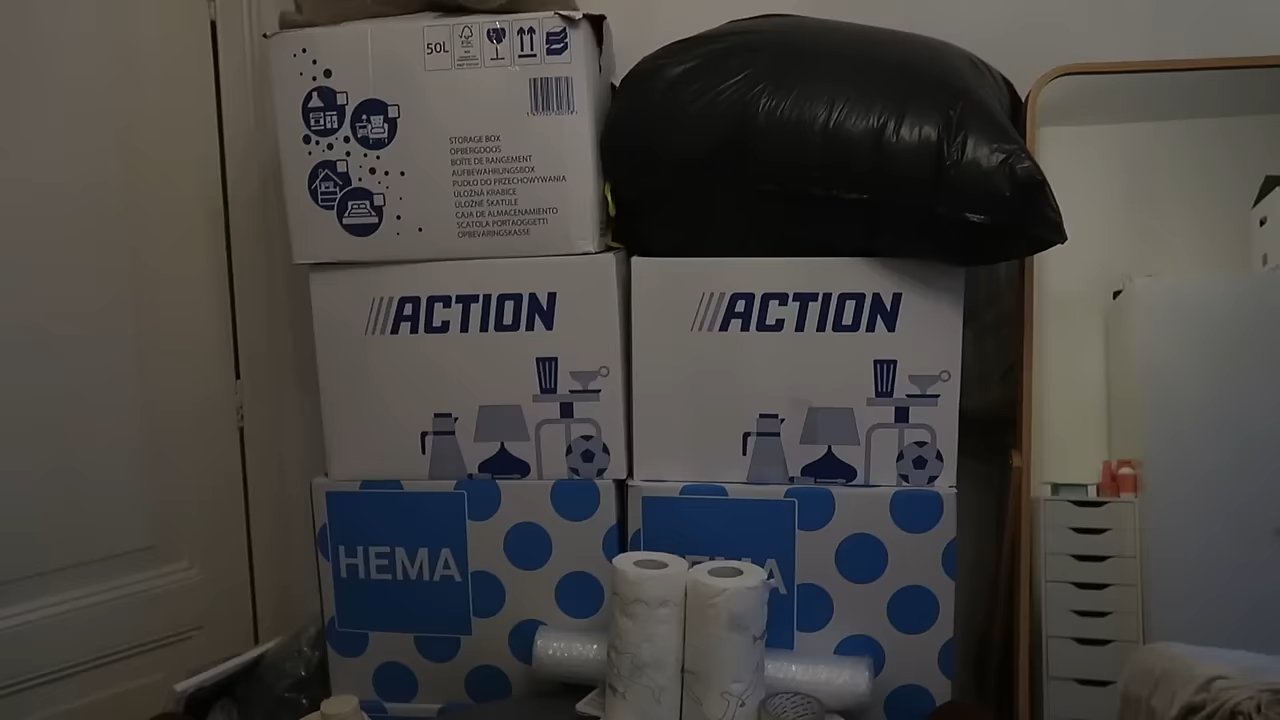 50L
STORAGE BOX
OPBERGDOOS
BOÎTE DE RANGEMENT
AUFBEWAHRUNGSBOX
PUDŁO DO PRZECHOWYWANIA
ÚLOŽNÁ KRABICE
ÚLOŽNÉ ŠKATULE
CAJA DE ALMACENAMIENTO
SCATOLA PORTAOGGETTI
OPBEVARINGSKASSE
ACTION
ACTION
HEMA
HEMA